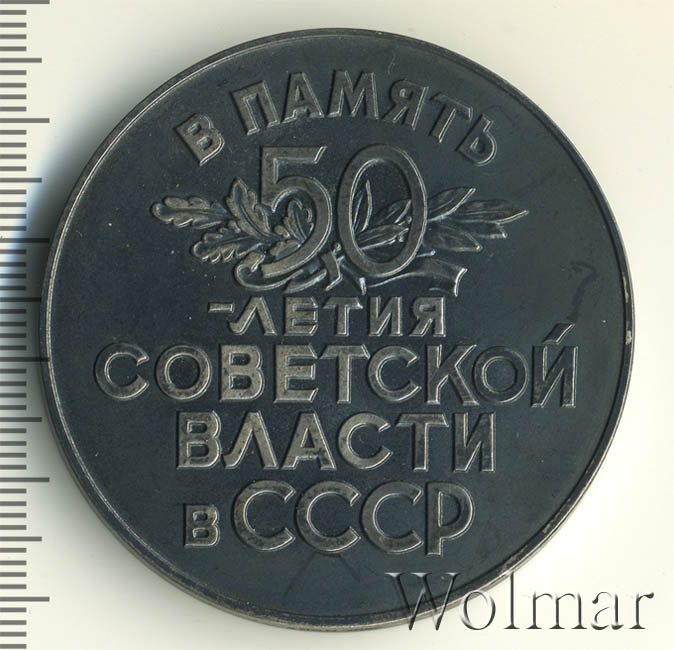 В ПАМЯТЬ
50
-ЛЕТИЯ
СОВЕТСКОЙ
ВЛАСТИ
В СССР
Wolmar